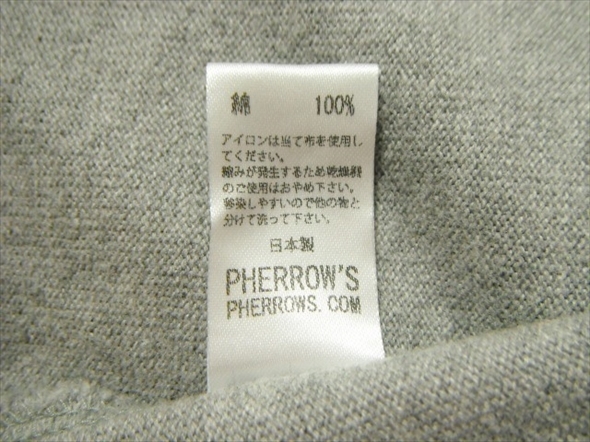 綿 100%
アイロンは当て布を使用し
てください。
縮みが発生するため乾燥機
のご使用はおやめ下さい。
移染しやすいので他の物と
分けて洗って下さい。
日本製
PHERROW'S
PHERROWS.COM